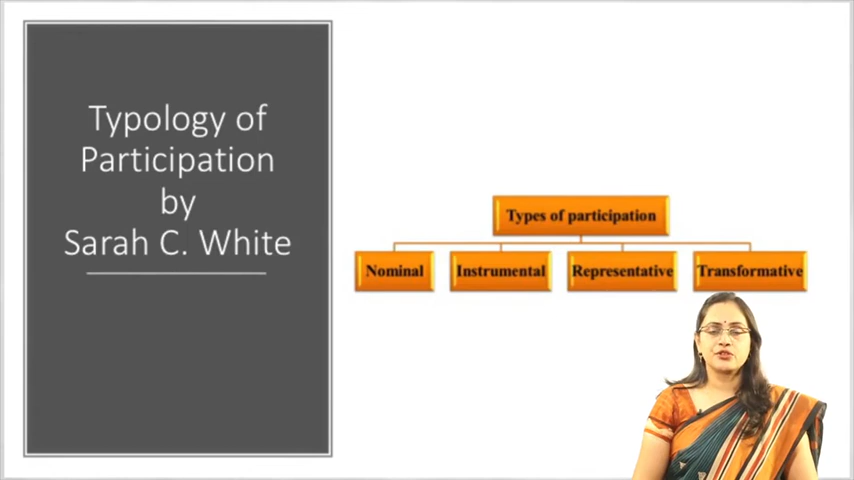 Typology of
Participation
by
Sarah C. White
Types of participation
Nominal
Instrumental
Representative
Transformative